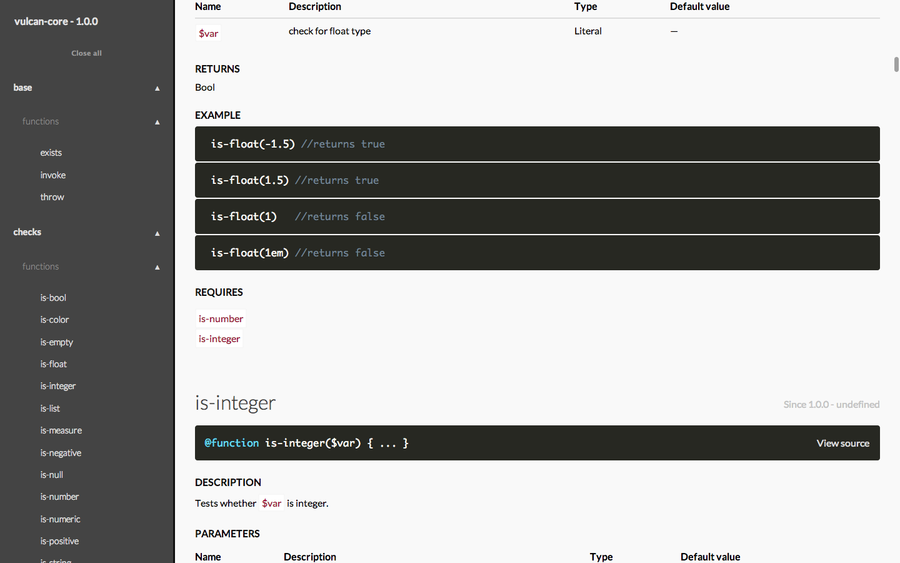 vulcan-core - 1.0.0
Close all
base ▲
functions ▲
exists
invoke
throw
checks ▲
functions ▲
is-bool
is-color
is-empty
is-float
is-integer
is-list
is-measure
is-negative
is-null
is-number
is-numeric
is-positive
is-string
Name Description Type Default value
$var check for float type Literal —
RETURNS
Bool
EXAMPLE
is-float(-1.5) //returns true
is-float(1.5) //returns true
is-float(1) //returns false
is-float(1em) //returns false
REQUIRES
is-number
is-integer
is-integer Since 1.0.0 - undefined
@function is-integer($var) { ... } View source
DESCRIPTION
Tests whether $var is integer.
PARAMETERS
Name Description Type Default value